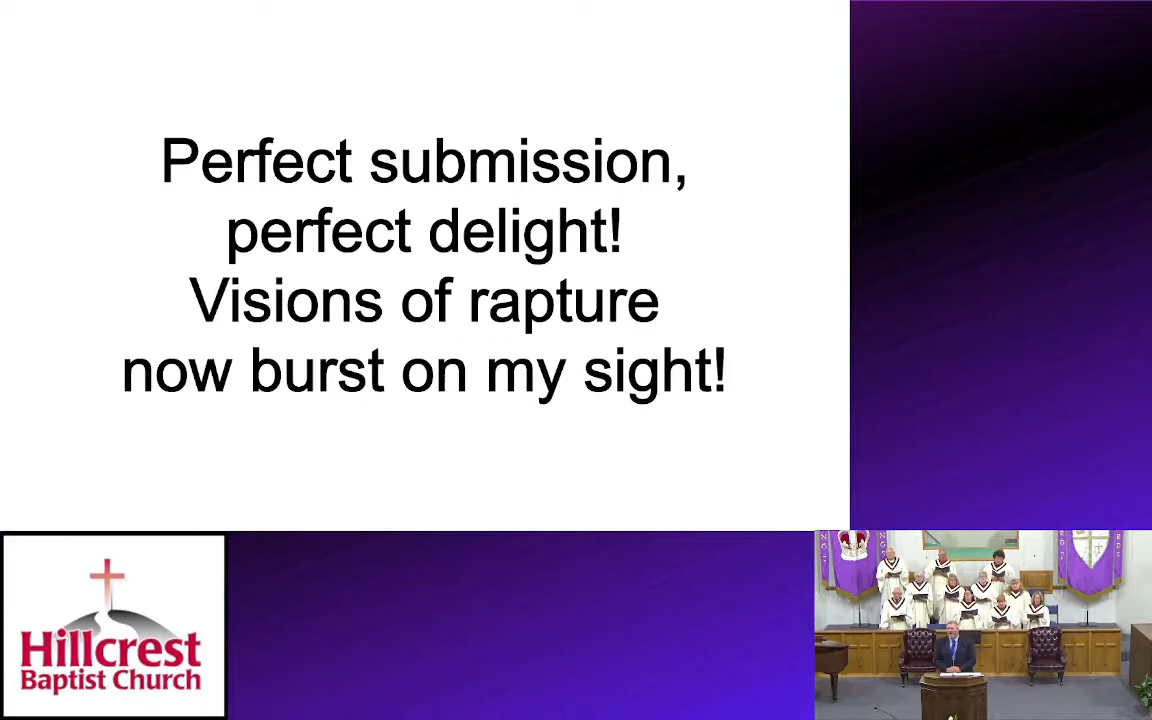 Perfect submission,
perfect delight!
Visions of rapture
now burst on my sight!
Hillcrest
Baptist Church